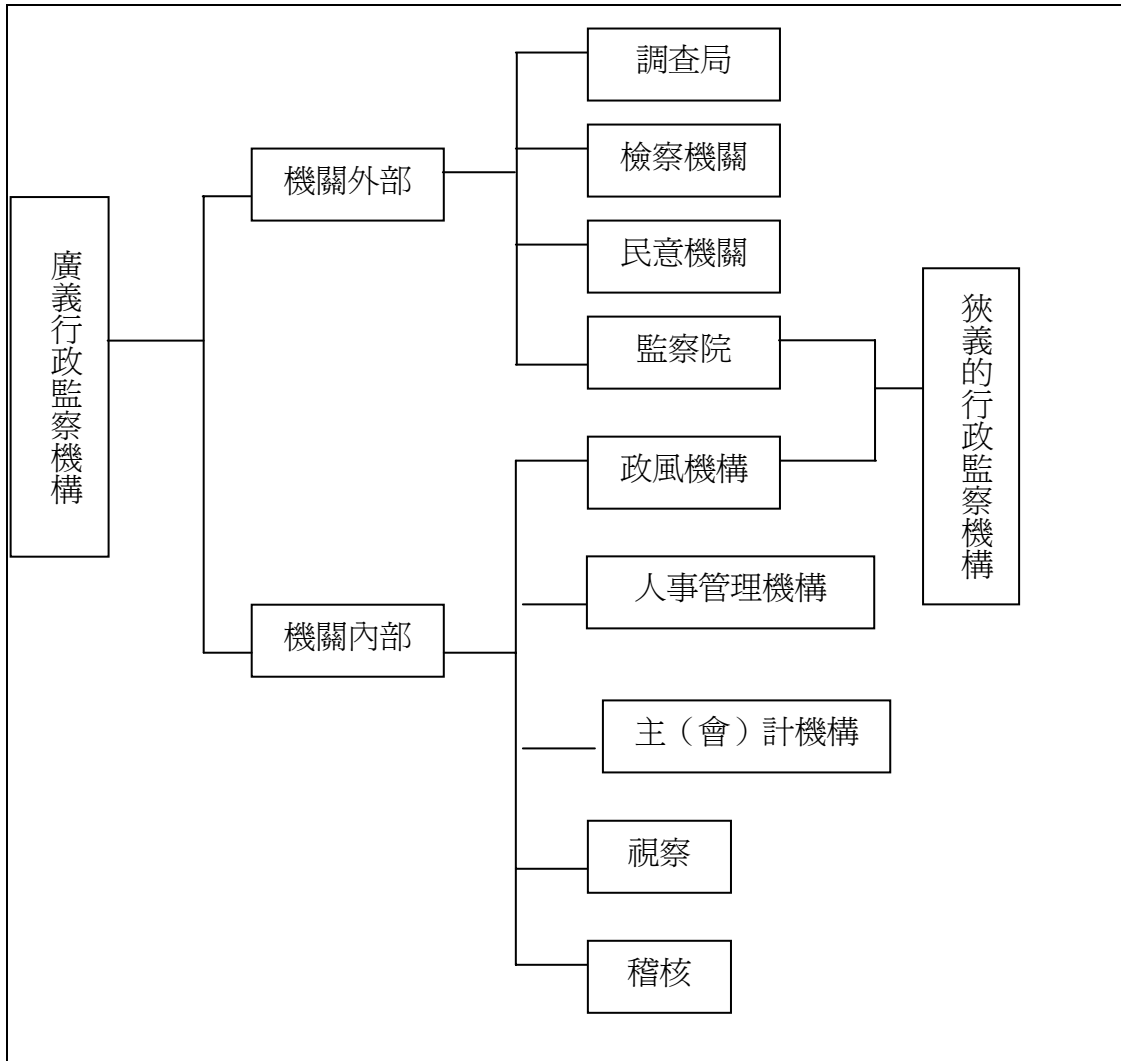 廣義行政監察機構
機關外部
調查局
檢察機關
民意機關
監察院
機關內部
政風機構
人事管理機構
主（會）計機構
視察
稽核
狹義的行政監察機構